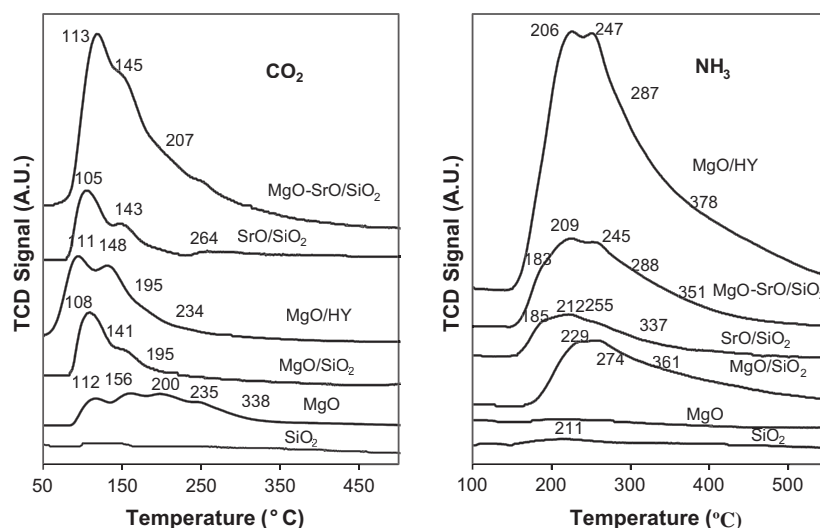 113
145
CO₂
207
MgO-SrO/SiO₂
105
143
264
SrO/SiO₂
111 148
195
234
MgO/HY
108
141
195
MgO/SiO₂
112 156 200 235 338
MgO
SiO₂
TCD Signal (A.U.)
50 150 250 350 450
Temperature (° C)
206 247
NH₃
287
MgO/HY
378
209 245
183
288
351
MgO-SrO/SiO₂
185 212 255
337
SrO/SiO₂
229
274
361
MgO/SiO₂
MgO
211
SiO₂
TCD Signal (A.U.)
100 200 300 400 500
Temperature (°C)